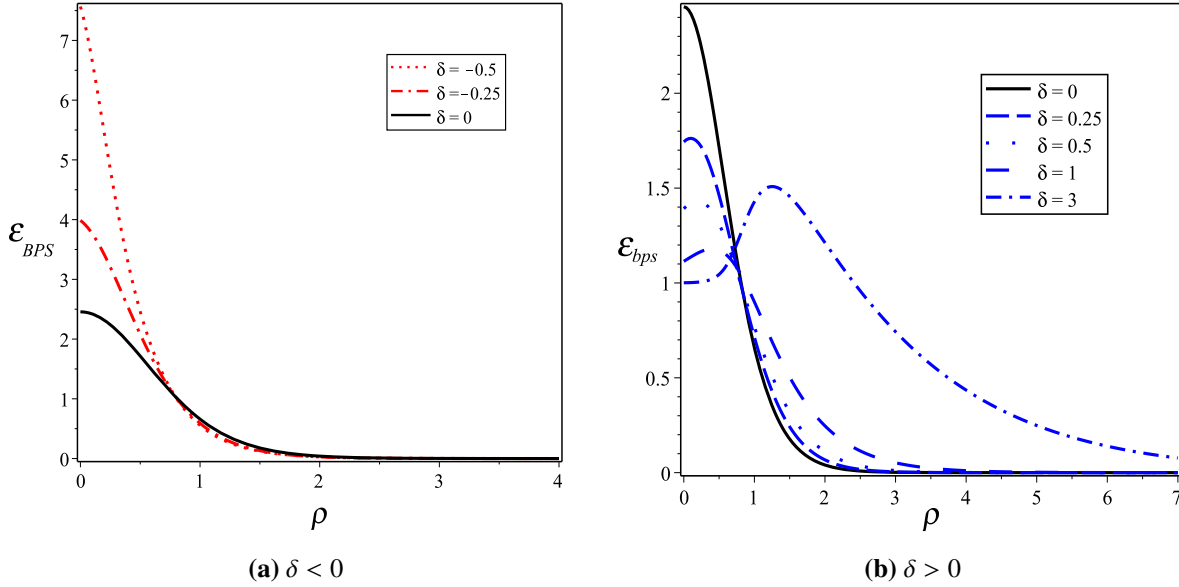 7
6
5
4
3
2
1
0
ε_BPS
δ = −0.5
δ = −0.25
δ = 0
0 1 2 3 4
ρ
(a) δ < 0
2
1.5
1
0.5
0
ε_bps
δ = 0
δ = 0.25
δ = 0.5
δ = 1
δ = 3
0 1 2 3 4 5 6 7
ρ
(b) δ > 0